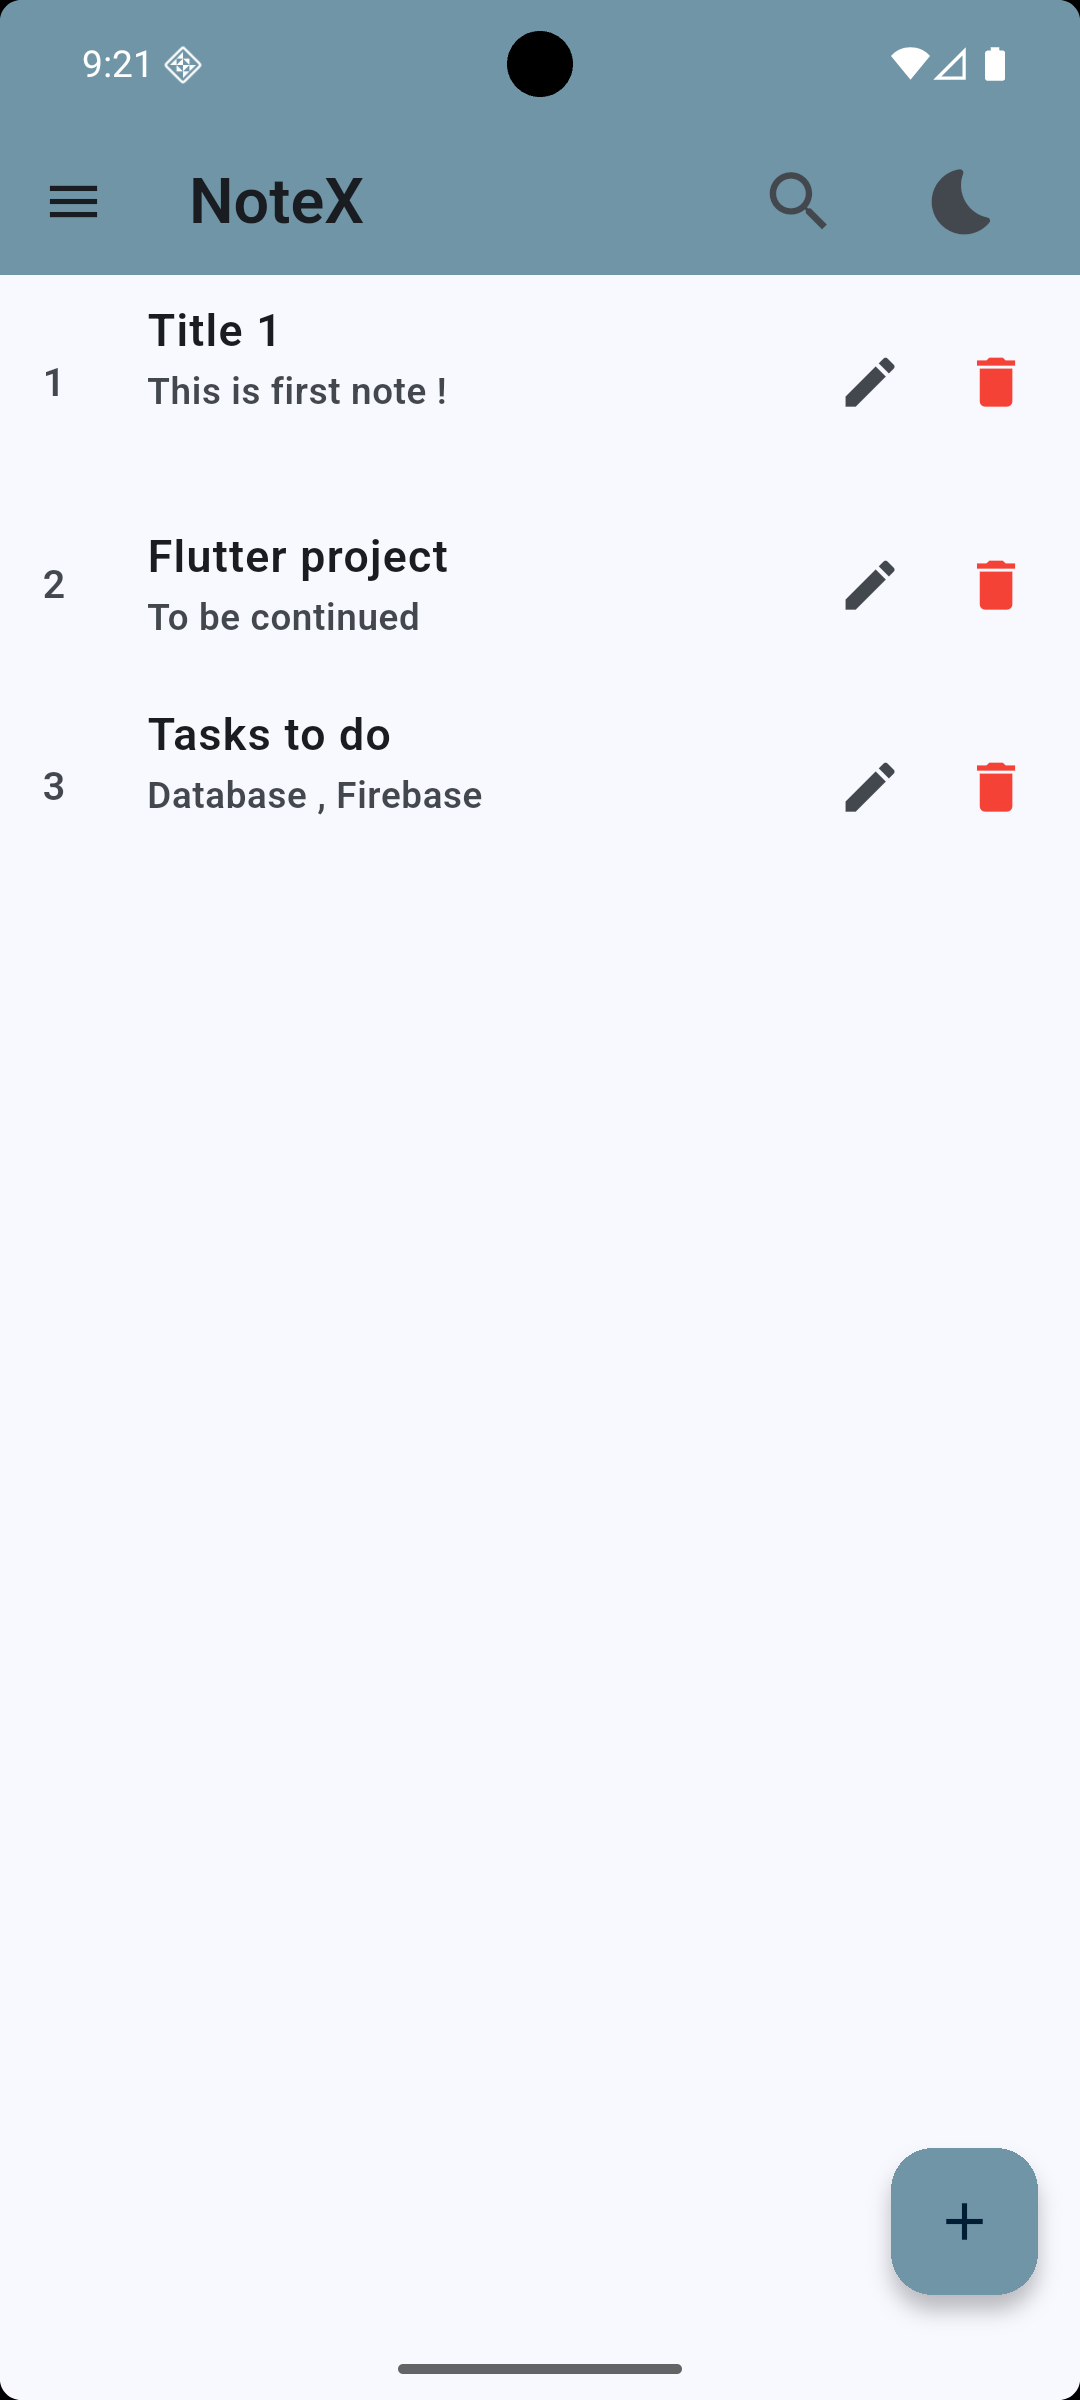 9:21
NoteX
Title 1
1
This is first note !
Flutter project
2
To be continued
Tasks to do
3
Database , Firebase